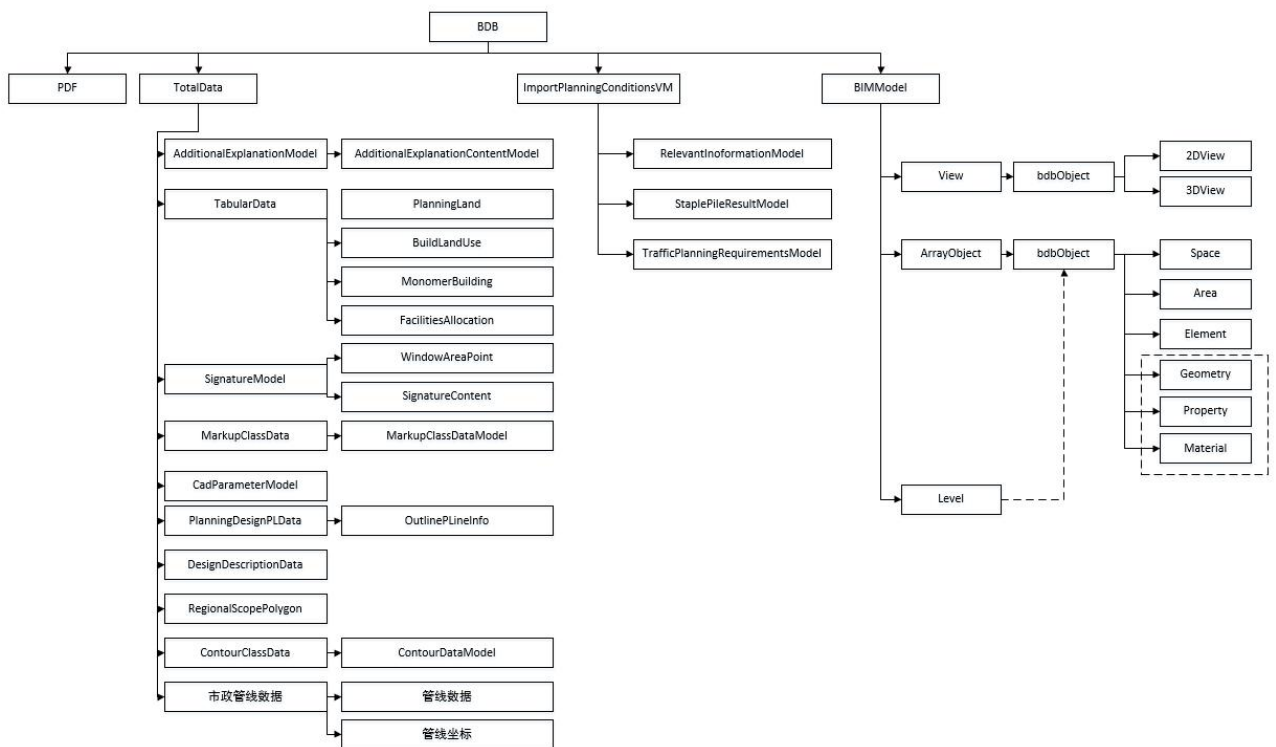 BDB
PDF
TotalData
ImportPlanningConditionsVM
BIMModel
AdditionalExplanationModel
AdditionalExplanationContentModel
TabularData
PlanningLand
BuildLandUse
MonomerBuilding
FacilitiesAllocation
SignatureModel
WindowAreaPoint
SignatureContent
MarkupClassData
MarkupClassDataModel
CadParameterModel
PlanningDesignPLData
OutlinePLineInfo
DesignDescriptionData
RegionalScopePolygon
ContourClassData
ContourDataModel
市政管线数据
管线数据
管线坐标
RelevantInoformationModel
StaplePileResultModel
TrafficPlanningRequirementsModel
View
bdbObject
2DView
3DView
ArrayObject
bdbObject
Space
Area
Element
Geometry
Property
Material
Level